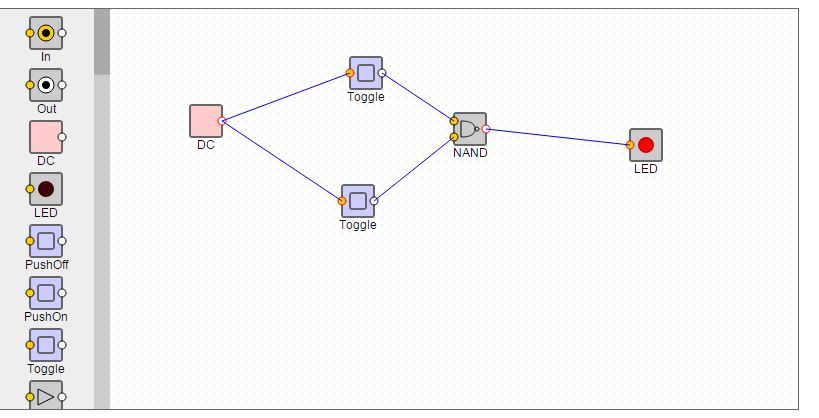 In
Out
DC
LED
PushOff
PushOn
Toggle
Toggle
DC
NAND
LED
Toggle